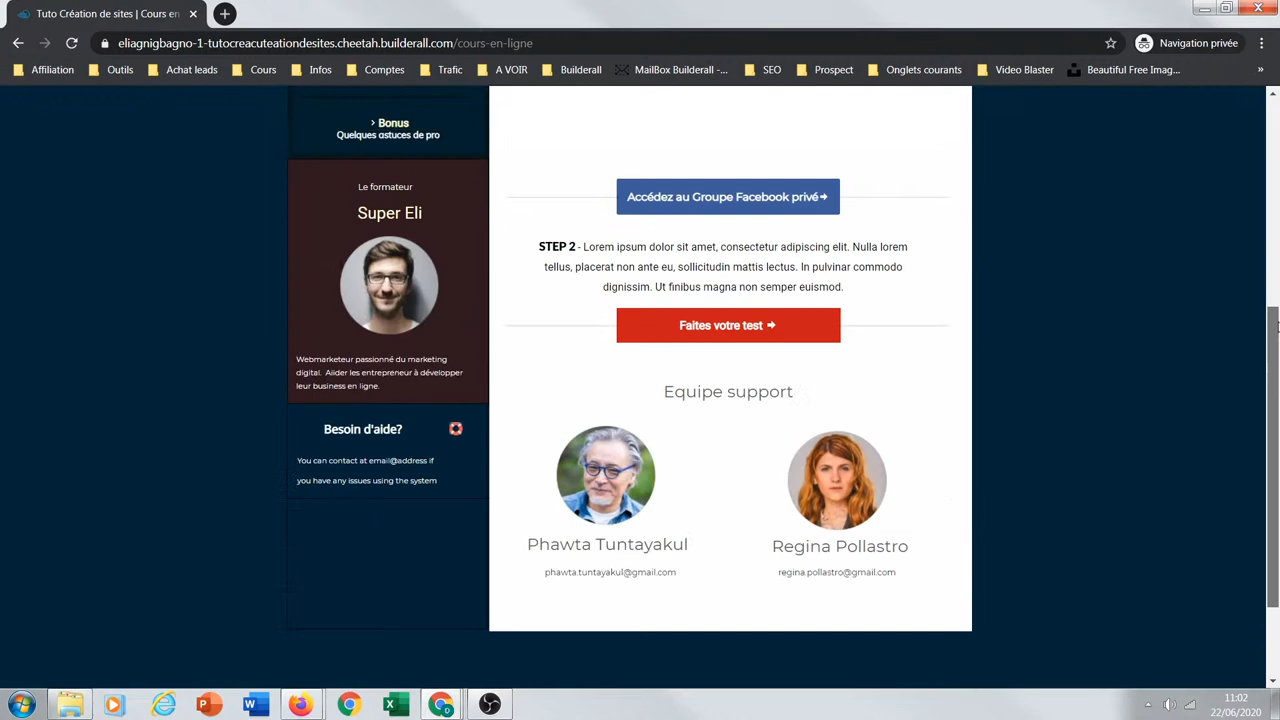 Tuto Création de sites | Cours en
eliagnigbagno-1-tutocreacuteationdesites.cheetah.builderall.com/cours-en-ligne
Navigation privée
Affiliation
Outils
Achat leads
Cours
Infos
Comptes
Trafic
A VOIR
Builderall
MailBox Builderall -...
SEO
Prospect
Onglets courants
Video Blaster
Beautiful Free Imag...
»
› Bonus
Quelques astuces de pro
Le formateur
Super Eli
Webmarketeur passionné du marketing
digital. Aiider les entrepreneur à développer
leur business en ligne.
Besoin d'aide?
You can contact at email@address if
you have any issues using the system
Accédez au Groupe Facebook privé
STEP 2 - Lorem ipsum dolor sit amet, consectetur adipiscing elit. Nulla lorem
tellus, placerat non ante eu, sollicitudin mattis lectus. In pulvinar commodo
dignissim. Ut finibus magna non semper euismod.
Faites votre test
Equipe support
Phawta Tuntayakul
phawta.tuntayakul@gmail.com
Regina Pollastro
regina.pollastro@gmail.com
11:02
22/06/2020